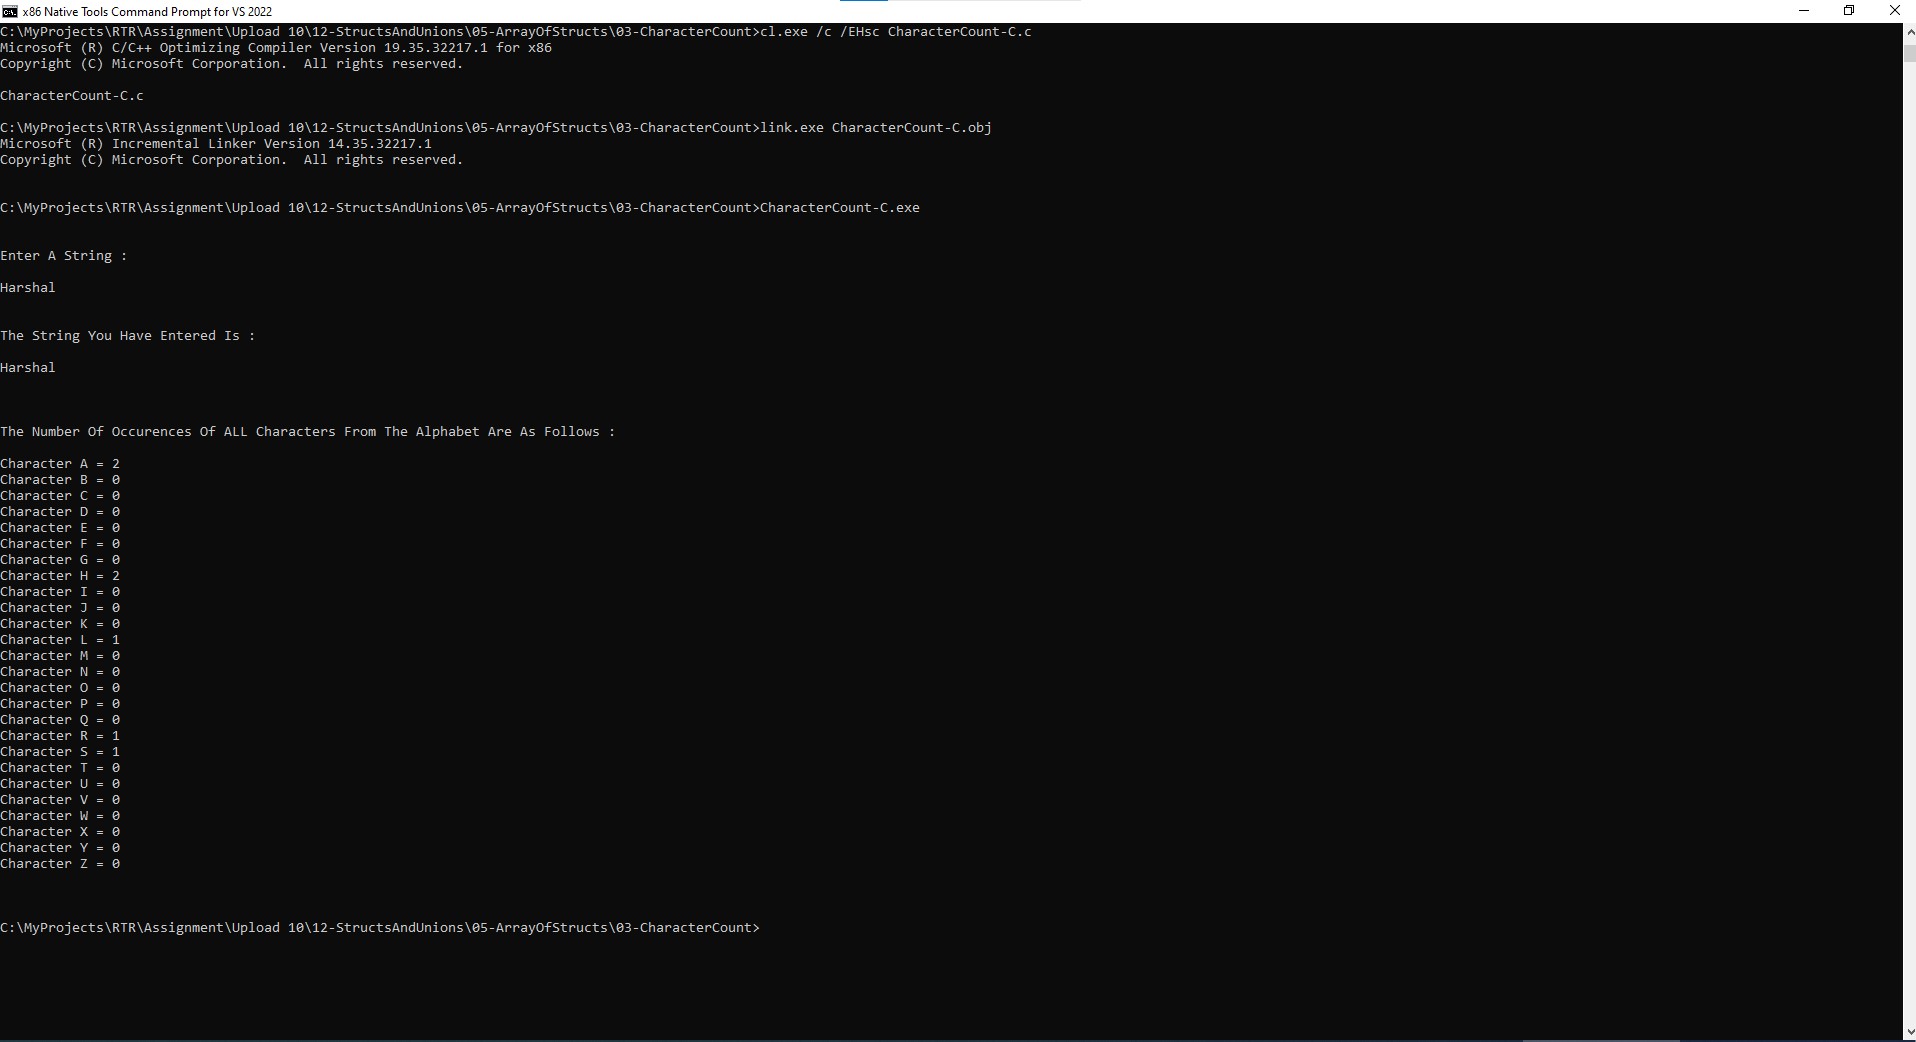 x86 Native Tools Command Prompt for VS 2022
C:\MyProjects\RTR\Assignment\Upload 10\12-StructsAndUnions\05-ArrayOfStructs\03-CharacterCount>cl.exe /c /EHsc CharacterCount-C.c
Microsoft (R) C/C++ Optimizing Compiler Version 19.35.32217.1 for x86
Copyright (C) Microsoft Corporation.  All rights reserved.
CharacterCount-C.c
C:\MyProjects\RTR\Assignment\Upload 10\12-StructsAndUnions\05-ArrayOfStructs\03-CharacterCount>link.exe CharacterCount-C.obj
Microsoft (R) Incremental Linker Version 14.35.32217.1
Copyright (C) Microsoft Corporation.  All rights reserved.
C:\MyProjects\RTR\Assignment\Upload 10\12-StructsAndUnions\05-ArrayOfStructs\03-CharacterCount>CharacterCount-C.exe
Enter A String :
Harshal
The String You Have Entered Is :
Harshal
The Number Of Occurences Of ALL Characters From The Alphabet Are As Follows :
Character A = 2
Character B = 0
Character C = 0
Character D = 0
Character E = 0
Character F = 0
Character G = 0
Character H = 2
Character I = 0
Character J = 0
Character K = 0
Character L = 1
Character M = 0
Character N = 0
Character O = 0
Character P = 0
Character Q = 0
Character R = 1
Character S = 1
Character T = 0
Character U = 0
Character V = 0
Character W = 0
Character X = 0
Character Y = 0
Character Z = 0
C:\MyProjects\RTR\Assignment\Upload 10\12-StructsAndUnions\05-ArrayOfStructs\03-CharacterCount>